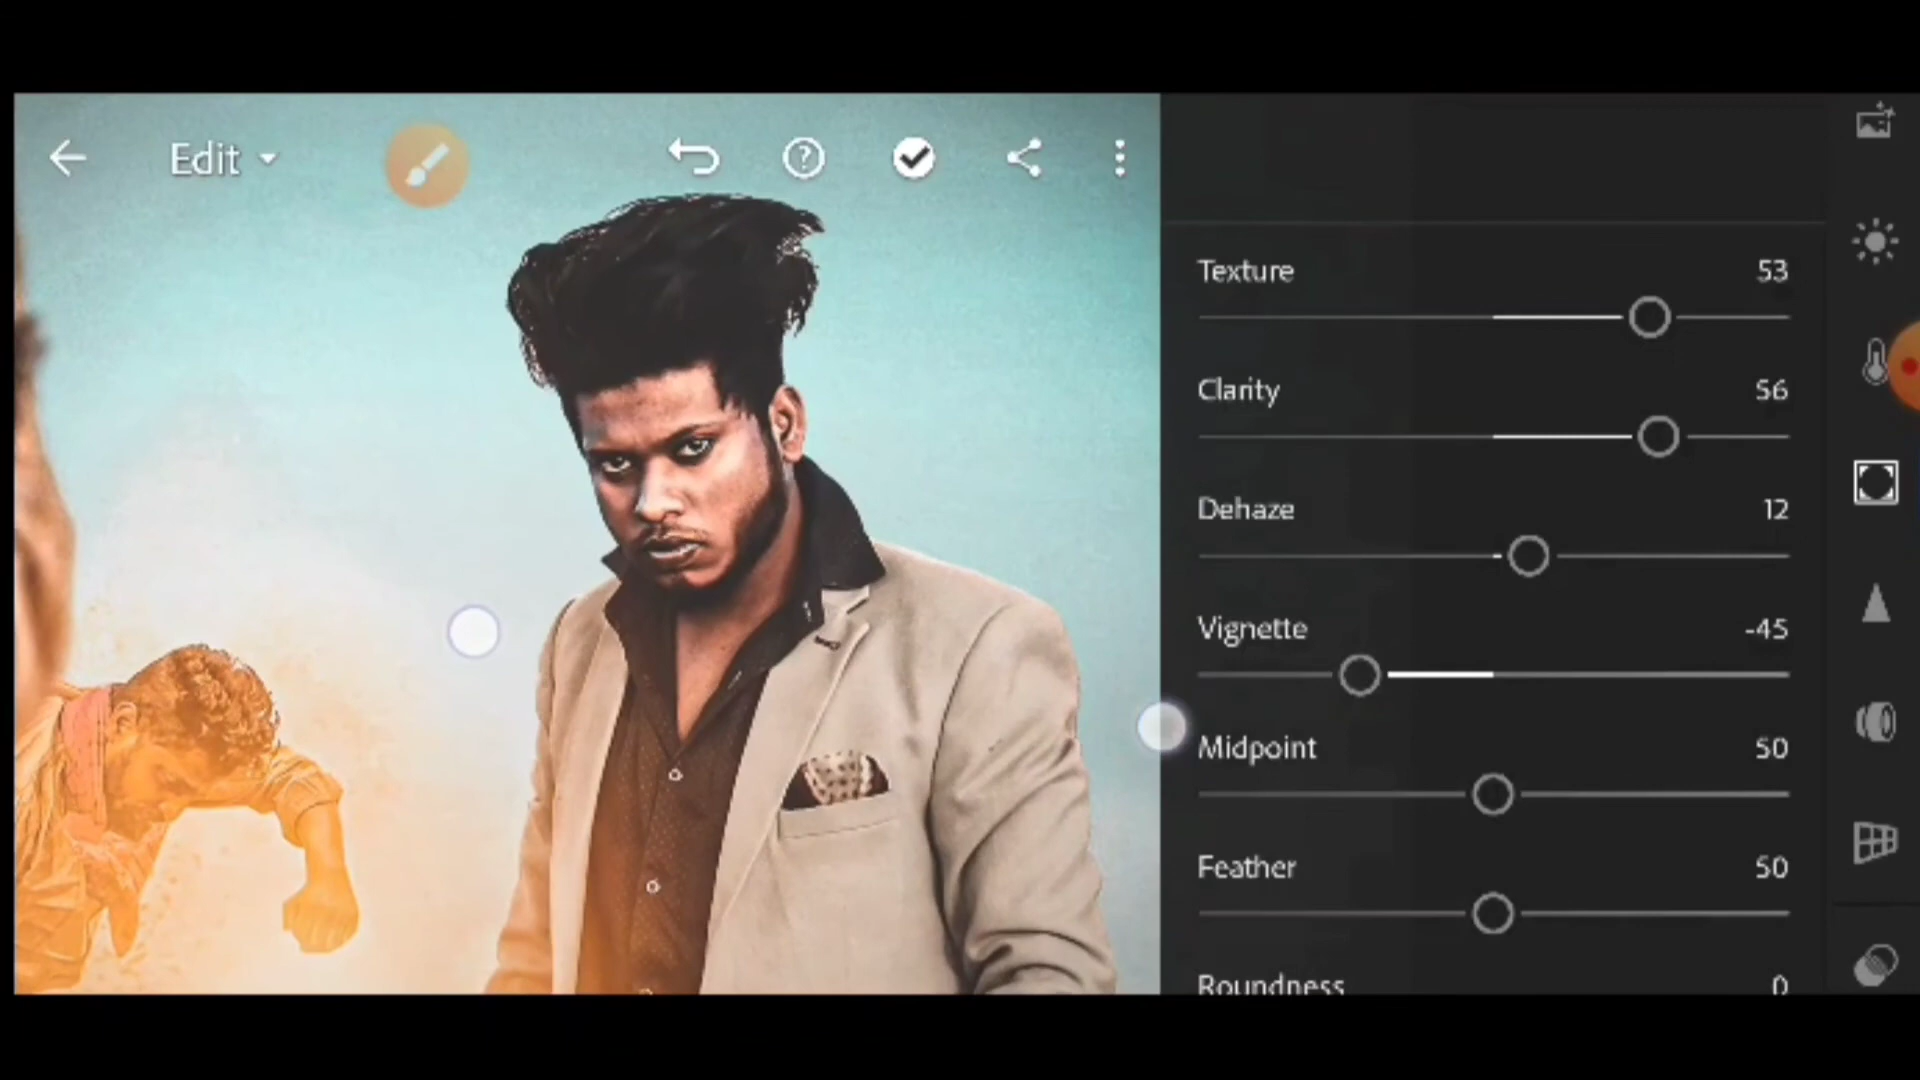 Edit
Texture 53
Clarity 56
Dehaze 12
Vignette -45
Midpoint 50
Feather 50
Roundness 0